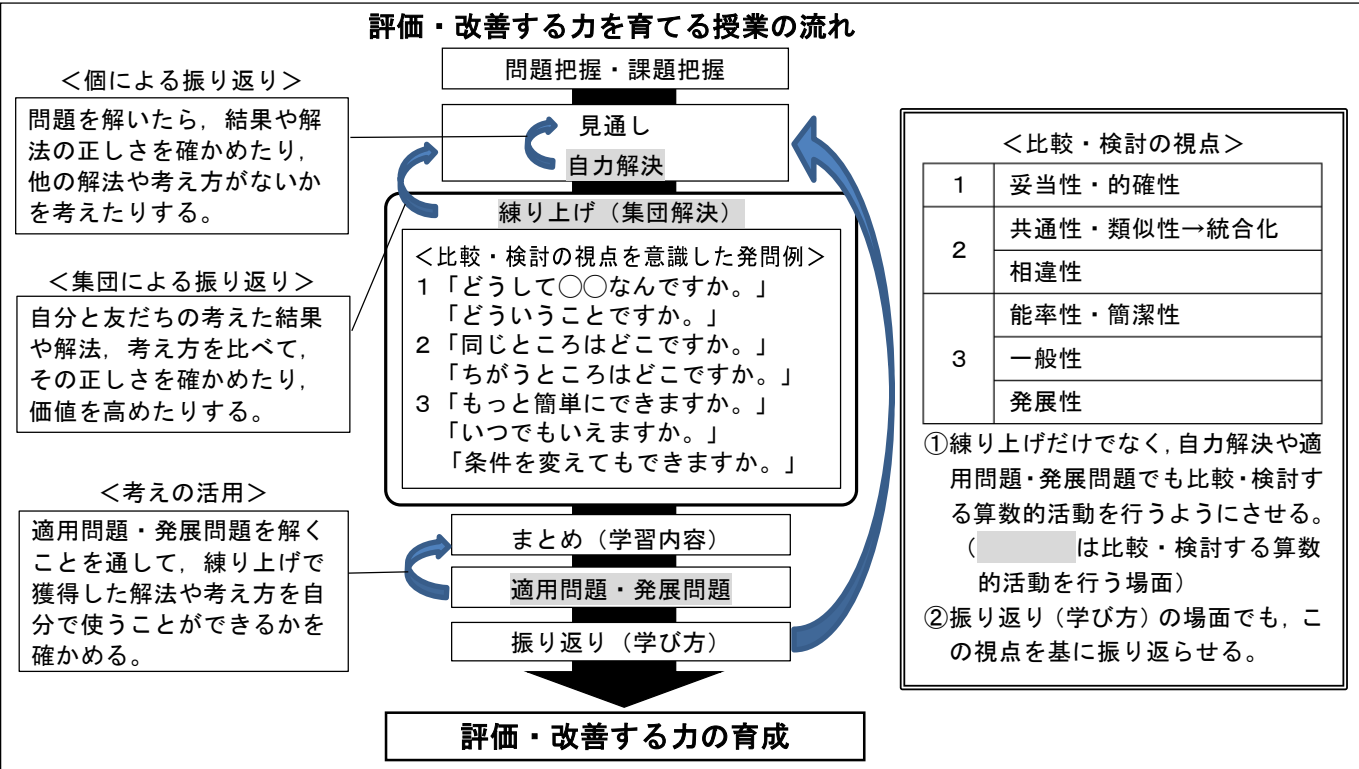 評価・改善する力を育てる授業の流れ
問題把握・課題把握
＜個による振り返り＞
問題を解いたら，結果や解
法の正しさを確かめたり，
他の解法や考え方がないか
を考えたりする。
見通し
自力解決
＜集団による振り返り＞
自分と友だちの考えた結果
や解法，考え方を比べて，
その正しさを確かめたり，
価値を高めたりする。
練り上げ（集団解決）
＜比較・検討の視点を意識した発問例＞
１「どうして○○なんですか。」
「どういうことですか。」
２「同じところはどこですか。」
「ちがうところはどこですか。」
３「もっと簡単にできますか。」
「いつでもいえますか。」
「条件を変えてもできますか。」
＜考えの活用＞
適用問題・発展問題を解く
ことを通して，練り上げで
獲得した解法や考え方を自
分で使うことができるかを
確かめる。
まとめ（学習内容）
適用問題・発展問題
振り返り（学び方）
評価・改善する力の育成
＜比較・検討の視点＞
1 妥当性・的確性
2 共通性・類似性→統合化
相違性
3 能率性・簡潔性
一般性
発展性
①練り上げだけでなく，自力解決や適
用問題・発展問題でも比較・検討す
る算数的活動を行うようにさせる。
（　　　は比較・検討する算数
的活動を行う場面）
②振り返り（学び方）の場面でも，こ
の視点を基に振り返らせる。